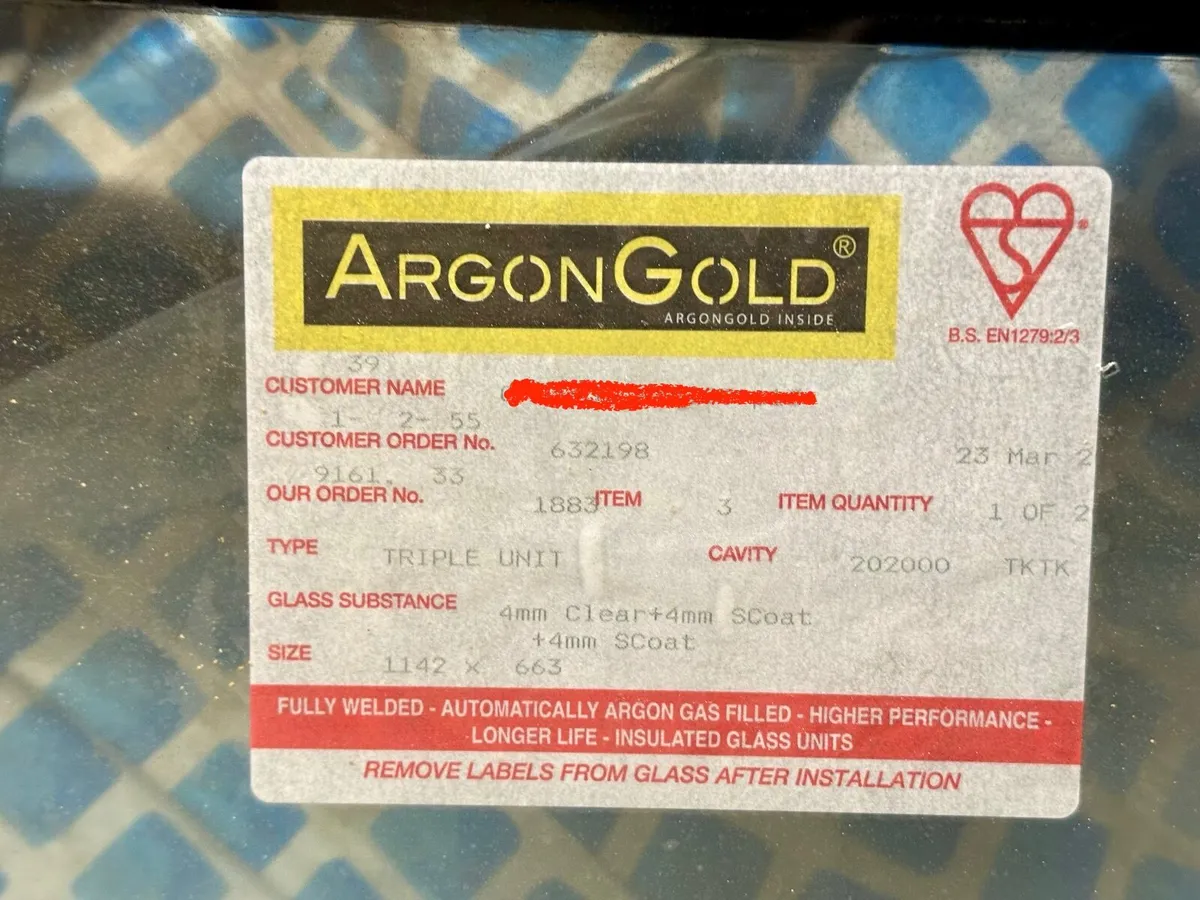 ARGONGOLD®
ARGONGOLD INSIDE
B.S. EN1279:2/3
39
CUSTOMER NAME
1- 2- 55
CUSTOMER ORDER No. 632198 23 Mar 2
9161. 33
OUR ORDER No. 1883 ITEM 3 ITEM QUANTITY 1 OF 2
TYPE TRIPLE UNIT CAVITY 202000 TKTK
GLASS SUBSTANCE 4mm Clear+4mm SCoat
+4mm SCoat
SIZE 1142 x 663
FULLY WELDED - AUTOMATICALLY ARGON GAS FILLED - HIGHER PERFORMANCE -
LONGER LIFE - INSULATED GLASS UNITS
REMOVE LABELS FROM GLASS AFTER INSTALLATION